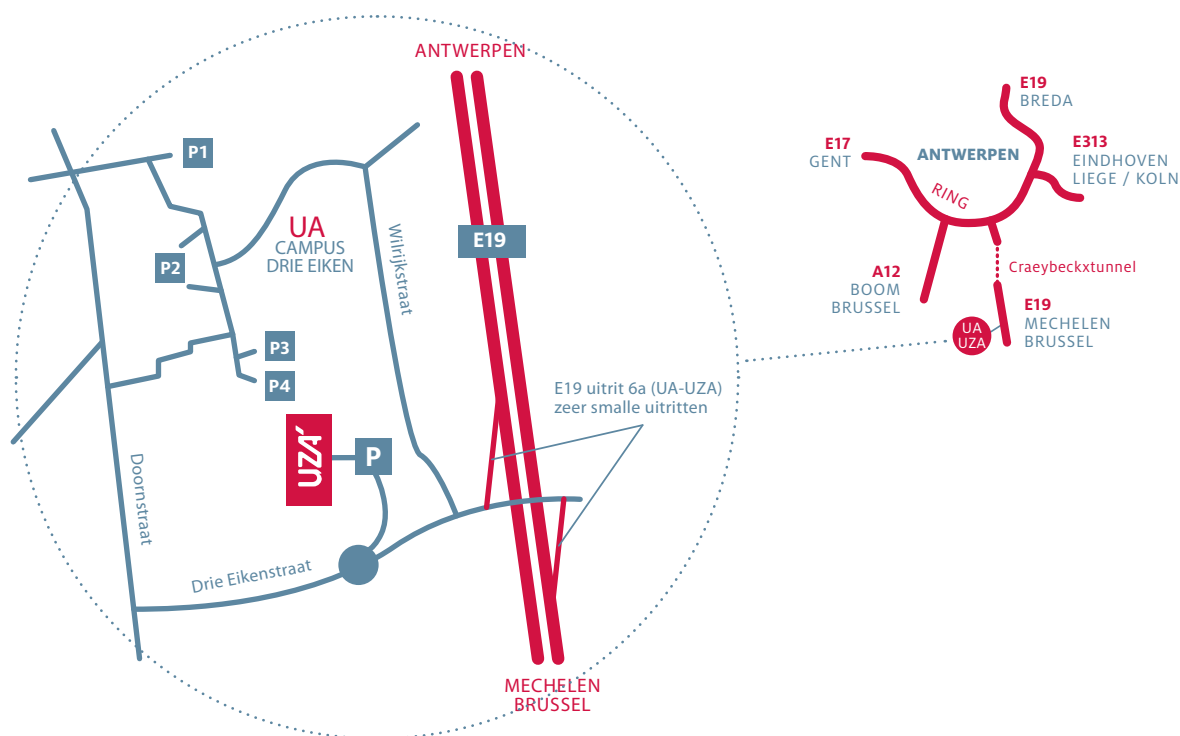 ANTWERPEN
P1
UA
CAMPUS
DRIE EIKEN
P2
Wilrijkstraat
E19
P3
P4
E19 uitrit 6a (UA-UZA)
zeer smalle uitritten
UZA'
P
Doornstraat
Drie Eikenstraat
MECHELEN
BRUSSEL
E19
BREDA
E17
GENT
ANTWERPEN
E313
EINDHOVEN
LIEGE / KOLN
RING
A12
BOOM
BRUSSEL
Craeybeckxtunnel
E19
MECHELEN
BRUSSEL
UA
UZA